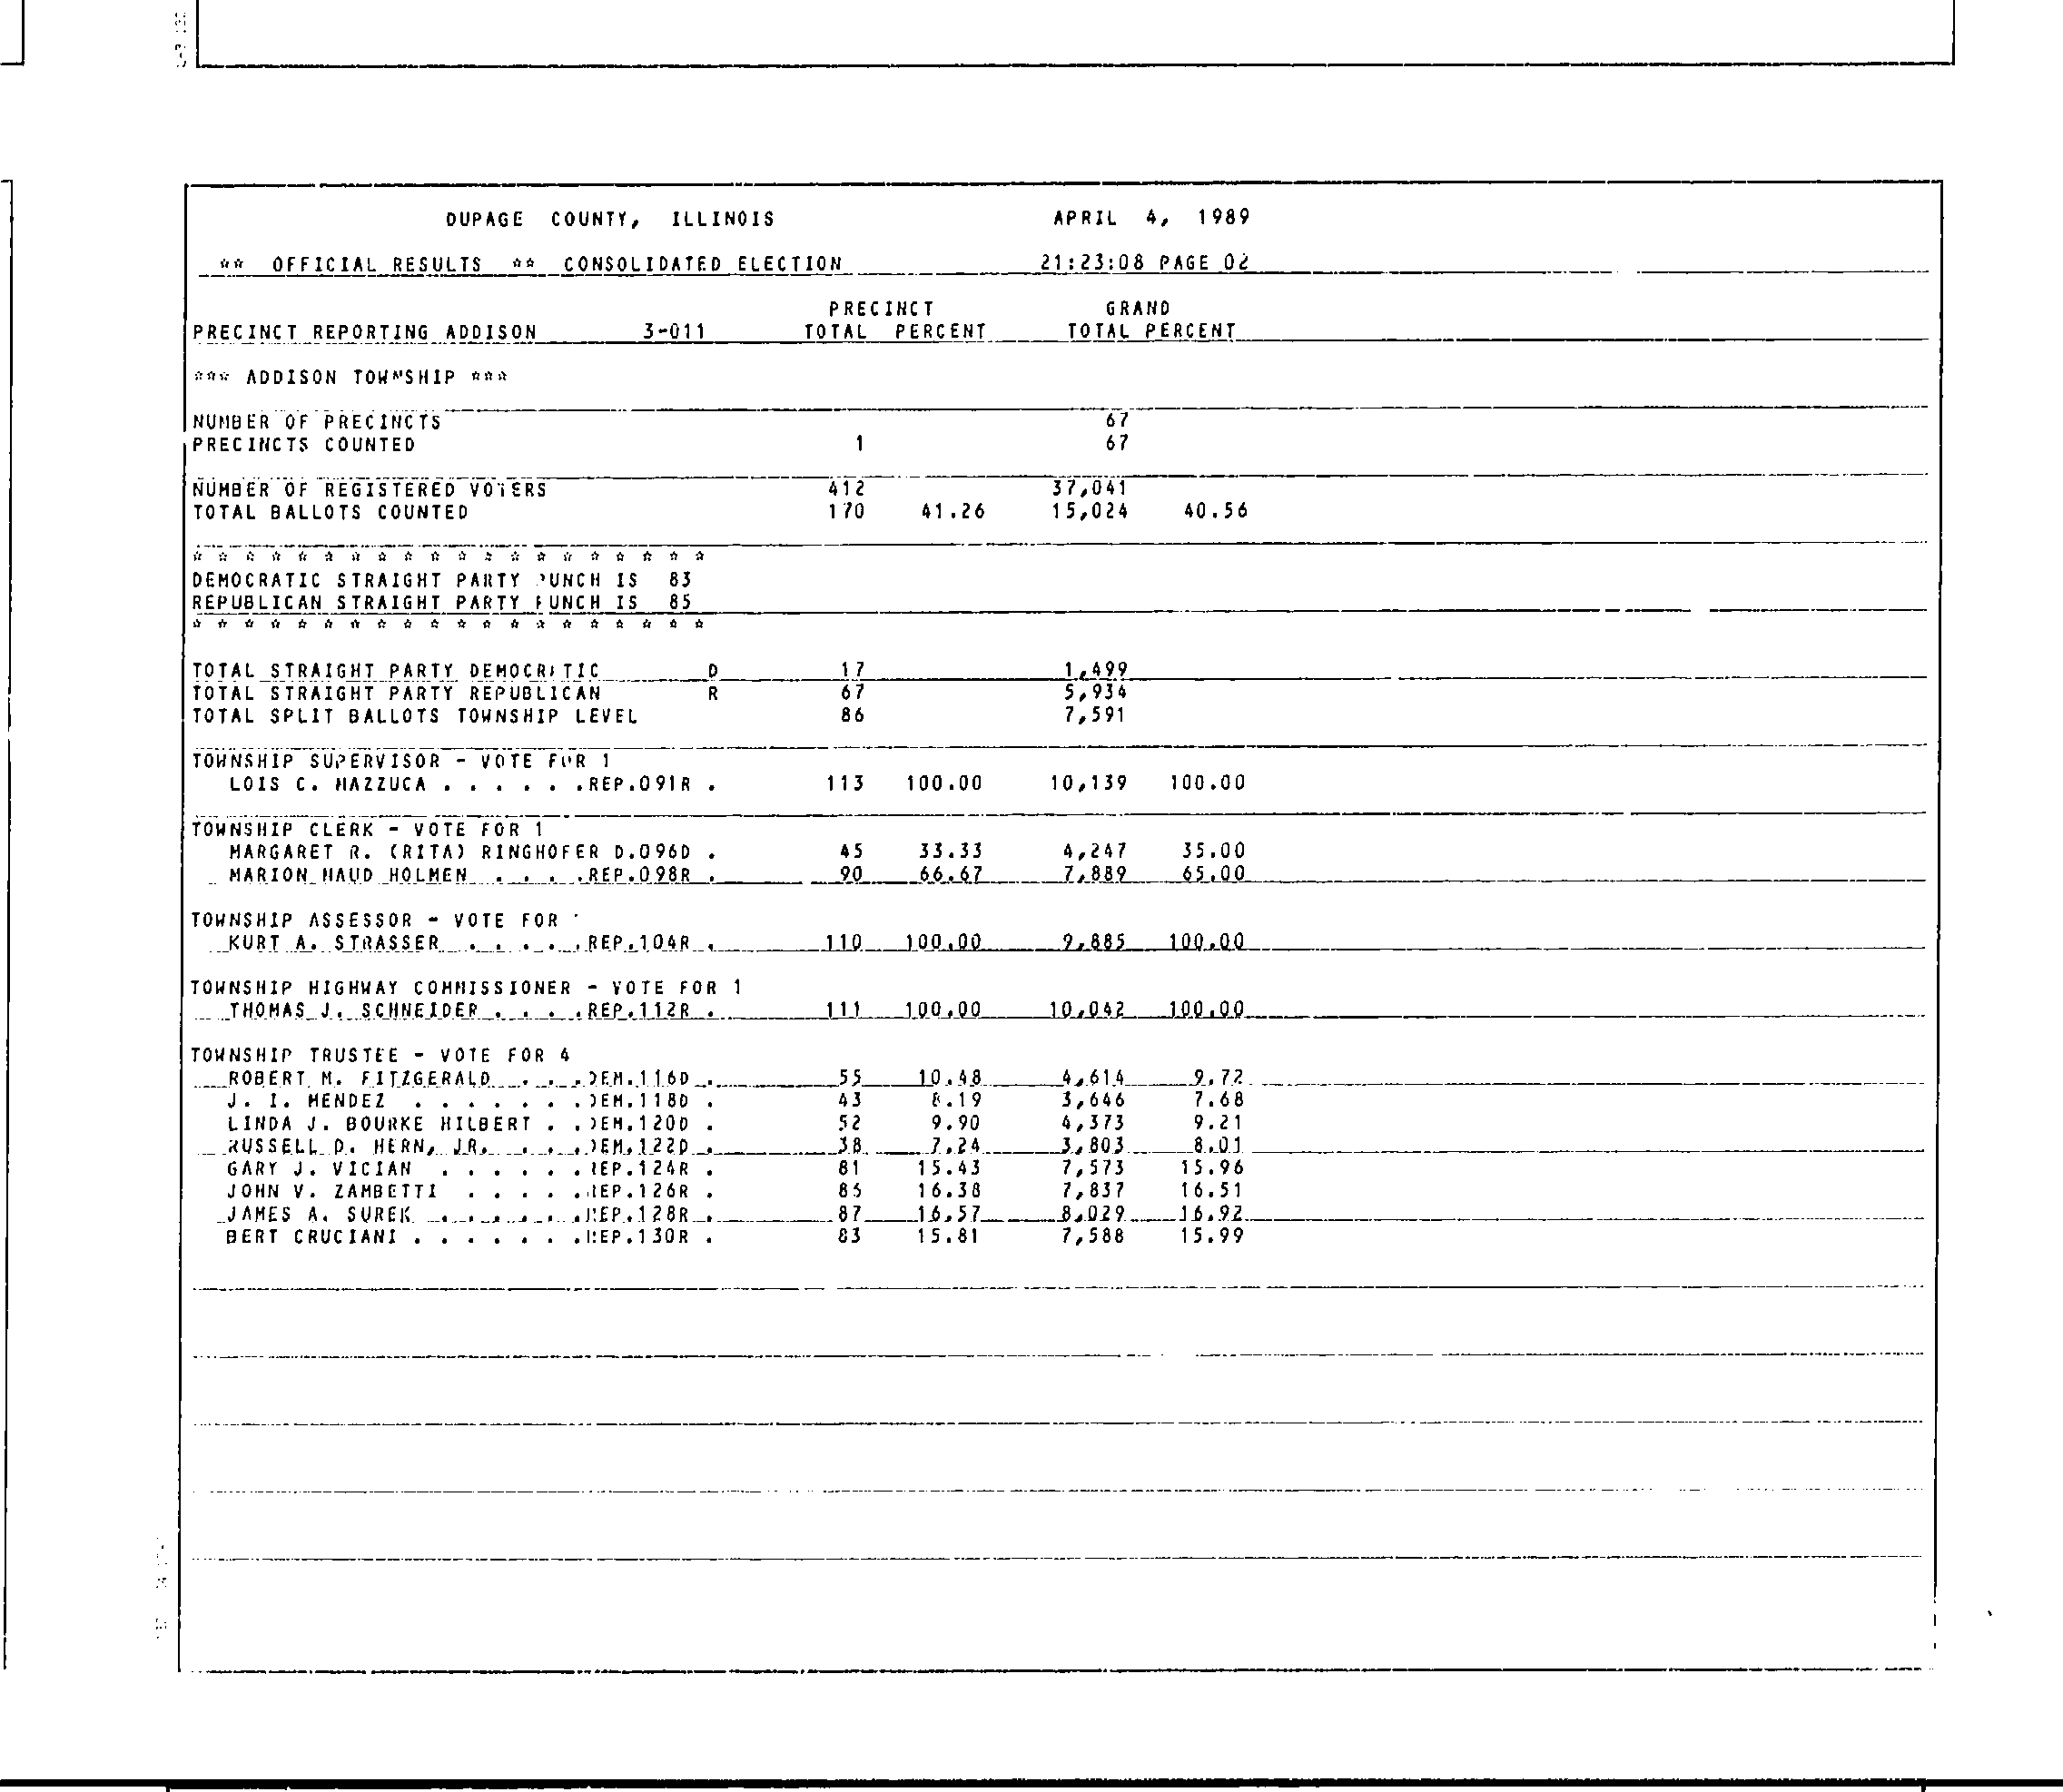 DUPAGE COUNTY, ILLINOIS APRIL 4, 1989
** OFFICIAL RESULTS ** CONSOLIDATED ELECTION 21:23:08 PAGE 02
PRECINCT GRAND
PRECINCT REPORTING ADDISON 3-011 TOTAL PERCENT TOTAL PERCENT
*** ADDISON TOWNSHIP ***
NUMBER OF PRECINCTS 67
PRECINCTS COUNTED 1 67
NUMBER OF REGISTERED VOTERS 412 37,041
TOTAL BALLOTS COUNTED 170 41.26 15,024 40.56
* * * * * * * * * * * * * * * * * * * *
DEMOCRATIC STRAIGHT PARTY PUNCH IS 83
REPUBLICAN STRAIGHT PARTY PUNCH IS 85
* * * * * * * * * * * * * * * * * * * *
TOTAL STRAIGHT PARTY DEMOCRATIC D 17 1,499
TOTAL STRAIGHT PARTY REPUBLICAN R 67 5,934
TOTAL SPLIT BALLOTS TOWNSHIP LEVEL 86 7,591
TOWNSHIP SUPERVISOR - VOTE FOR 1
LOIS C. MAZZUCA . . . . . .REP.091R . 113 100.00 10,139 100.00
TOWNSHIP CLERK - VOTE FOR 1
MARGARET R. (RITA) RINGHOFER D.096D . 45 33.33 4,247 35.00
MARION MAUD HOLMEN . . . .REP.098R . 90 66.67 7,889 65.00
TOWNSHIP ASSESSOR - VOTE FOR
KURT A. STRASSER . . . . .REP.104R . 110 100.00 9,885 100.00
TOWNSHIP HIGHWAY COMMISSIONER - VOTE FOR 1
THOMAS J. SCHNEIDER . . . .REP.112R . 111 100.00 10,042 100.00
TOWNSHIP TRUSTEE - VOTE FOR 4
ROBERT M. FITZGERALD . . .DEM.116D . 55 10.48 4,614 9.72
J. I. MENDEZ . . . . . . .DEM.118D . 43 8.19 3,646 7.68
LINDA J. BOURKE HILBERT . .DEM.120D . 52 9.90 4,373 9.21
RUSSELL D. HERN, JR. . . .DEM.122D . 38 7.24 3,803 8.01
GARY J. VICIAN . . . . . .REP.124R . 81 15.43 7,573 15.96
JOHN V. ZAMBETTI . . . . .REP.126R . 86 16.38 7,837 16.51
JAMES A. SUREK . . . . . .REP.128R . 87 16.57 8,029 16.92
BERT CRUCIANI . . . . . . .REP.130R . 83 15.81 7,588 15.99